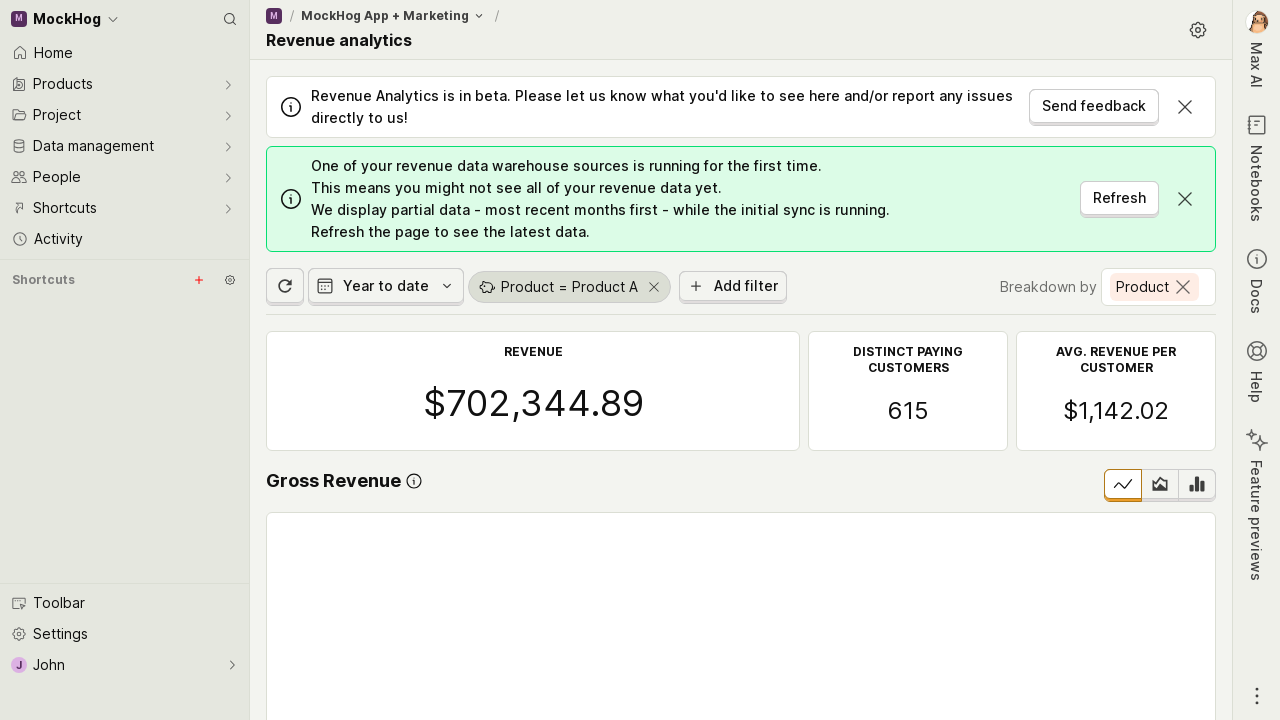 M MockHog
Home
Products
Project
Data management
People
Shortcuts
Activity
Shortcuts
Toolbar
Settings
J John
M / MockHog App + Marketing /
Revenue analytics
Revenue Analytics is in beta. Please let us know what you'd like to see here and/or report any issues
directly to us!
Send feedback
One of your revenue data warehouse sources is running for the first time.
This means you might not see all of your revenue data yet.
We display partial data - most recent months first - while the initial sync is running.
Refresh the page to see the latest data.
Refresh
Year to date
Product = Product A
Add filter
Breakdown by
Product
REVENUE
$702,344.89
DISTINCT PAYING
CUSTOMERS
615
AVG. REVENUE PER
CUSTOMER
$1,142.02
Gross Revenue
Max AI
Notebooks
Docs
Help
Feature previews